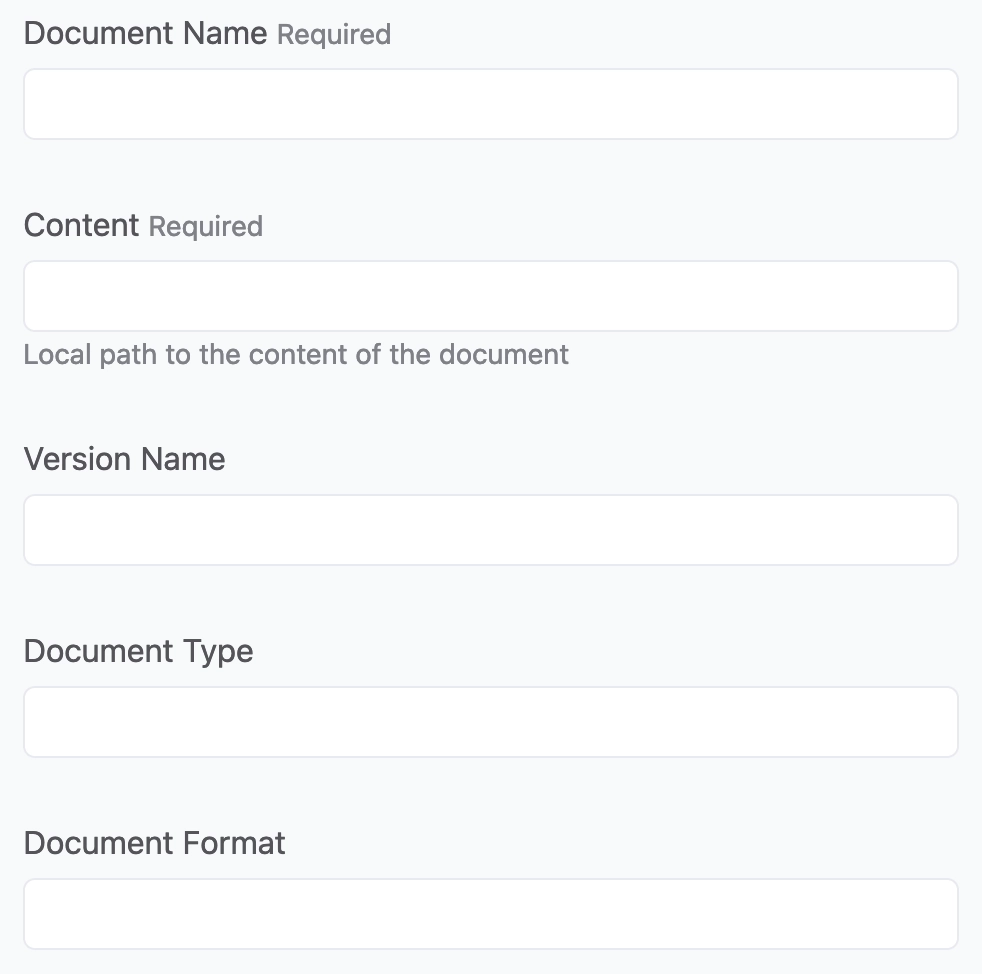 Document Name Required
Content Required
Local path to the content of the document
Version Name
Document Type
Document Format